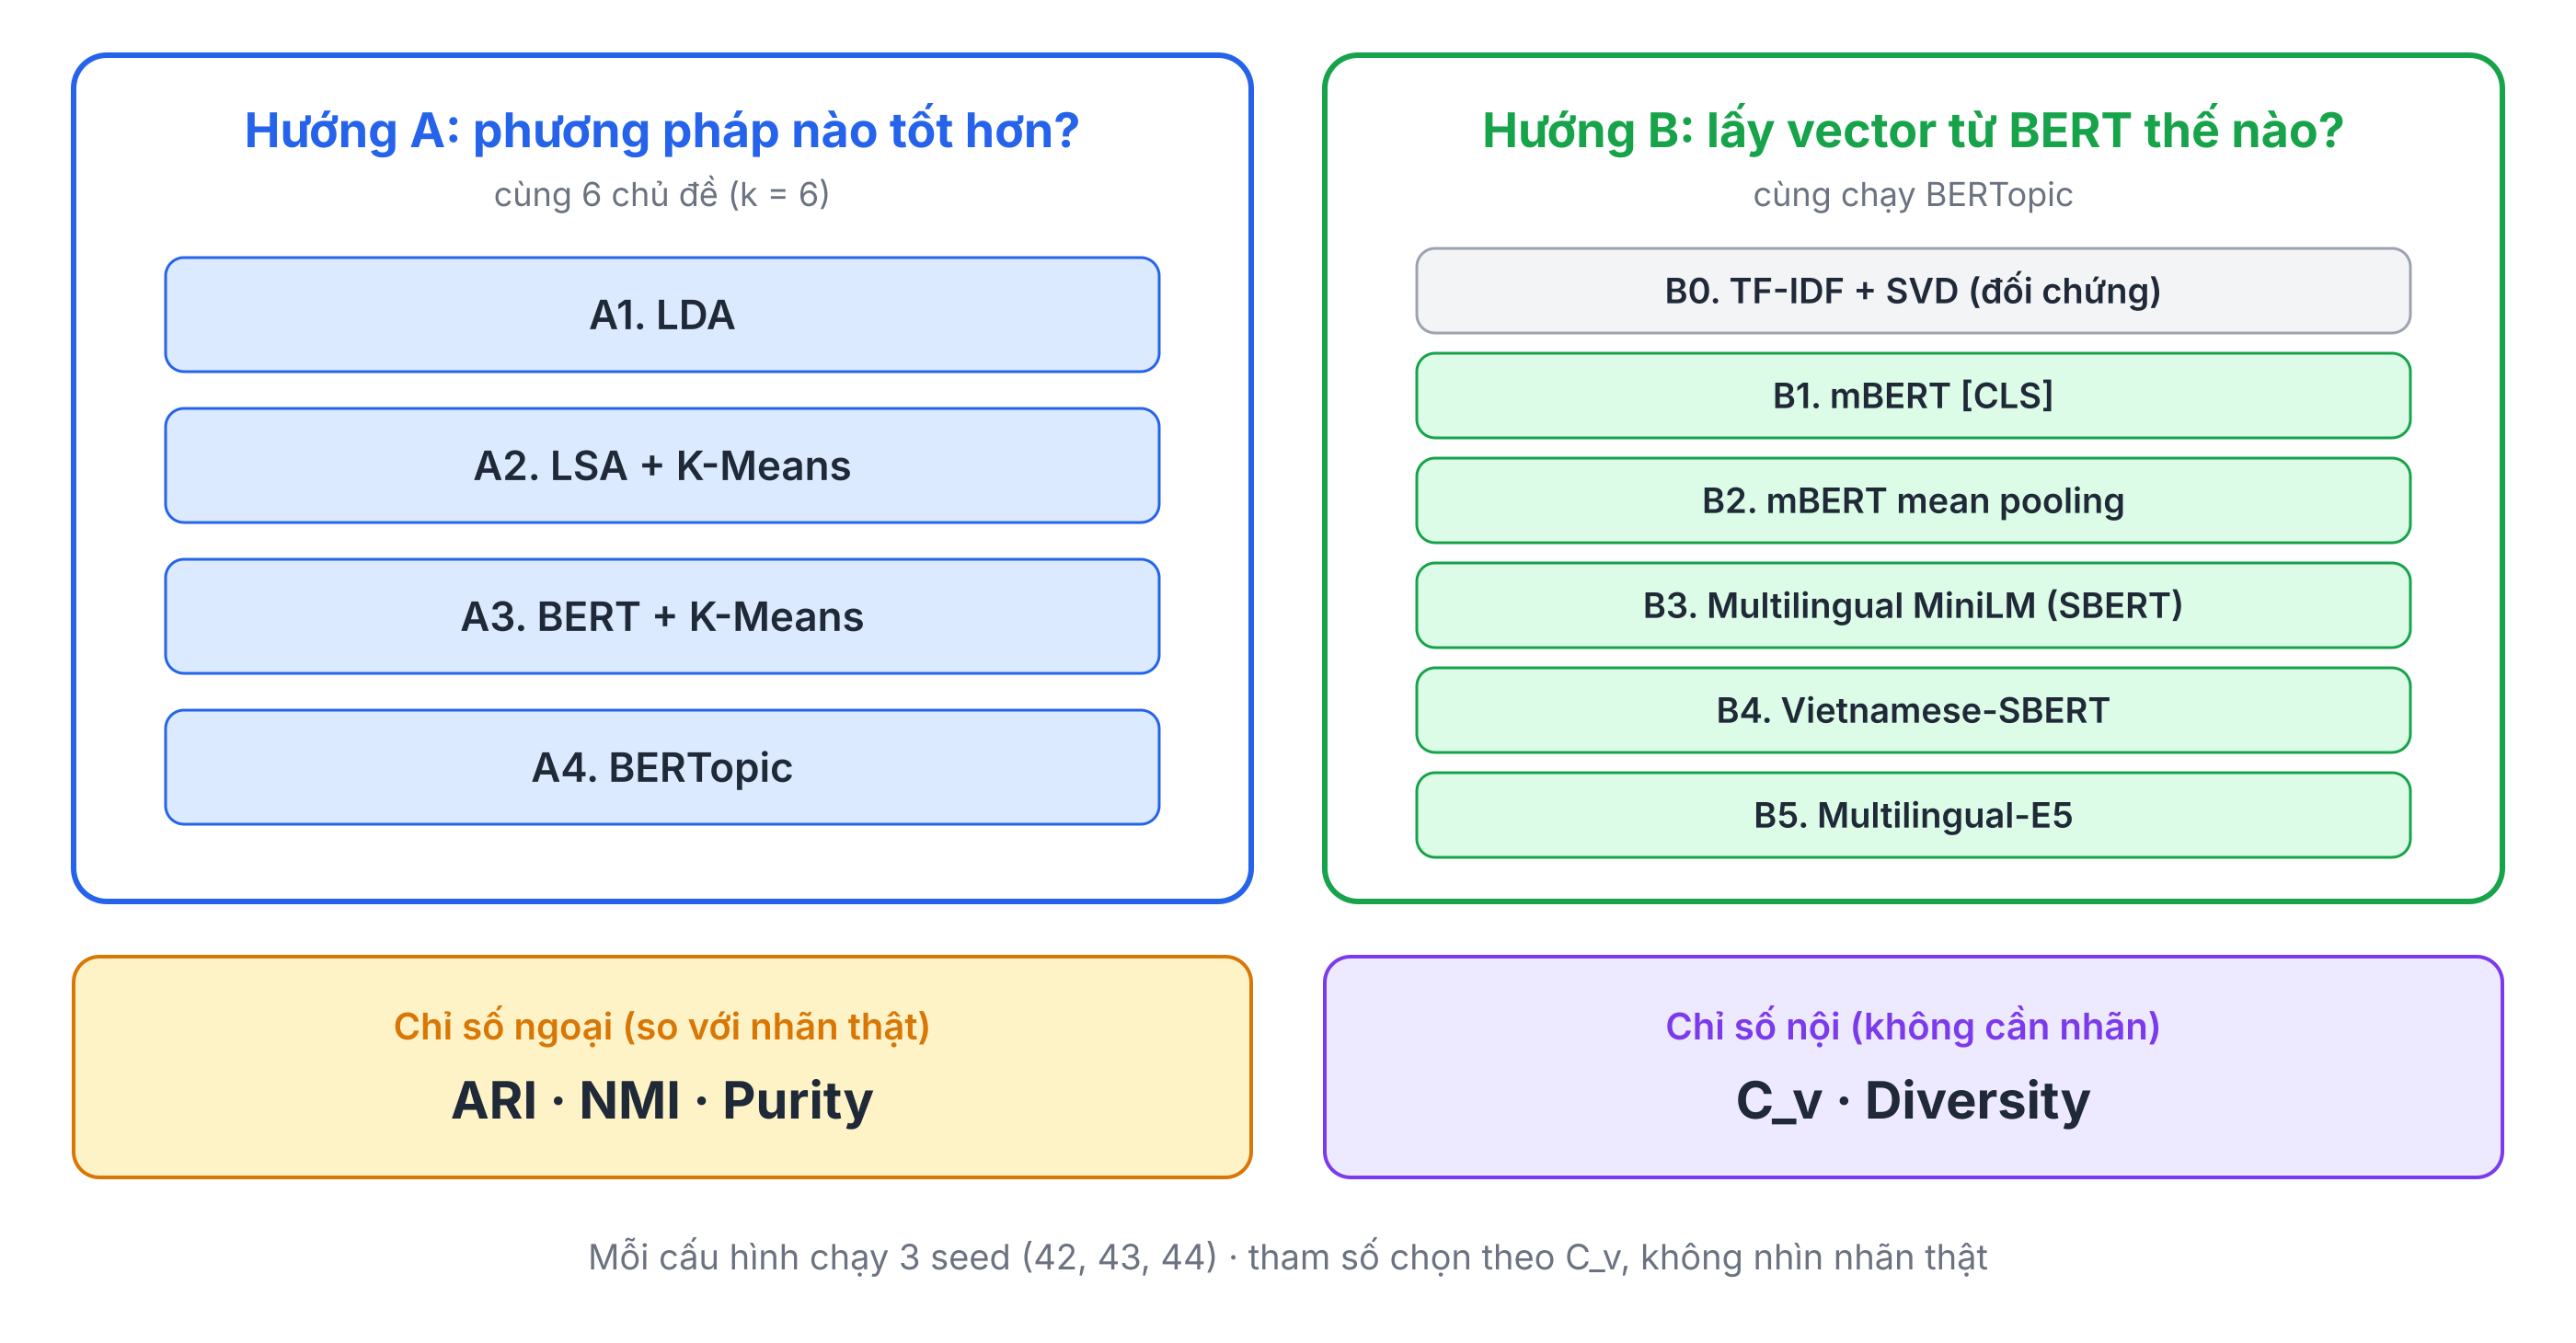 Hướng A: phương pháp nào tốt hơn?
cùng 6 chủ đề (k = 6)
A1. LDA
A2. LSA + K-Means
A3. BERT + K-Means
A4. BERTopic
Hướng B: lấy vector từ BERT thế nào?
cùng chạy BERTopic
B0. TF-IDF + SVD (đối chứng)
B1. mBERT [CLS]
B2. mBERT mean pooling
B3. Multilingual MiniLM (SBERT)
B4. Vietnamese-SBERT
B5. Multilingual-E5
Chỉ số ngoại (so với nhãn thật)
ARI · NMI · Purity
Chỉ số nội (không cần nhãn)
C_v · Diversity
Mỗi cấu hình chạy 3 seed (42, 43, 44) · tham số chọn theo C_v, không nhìn nhãn thật